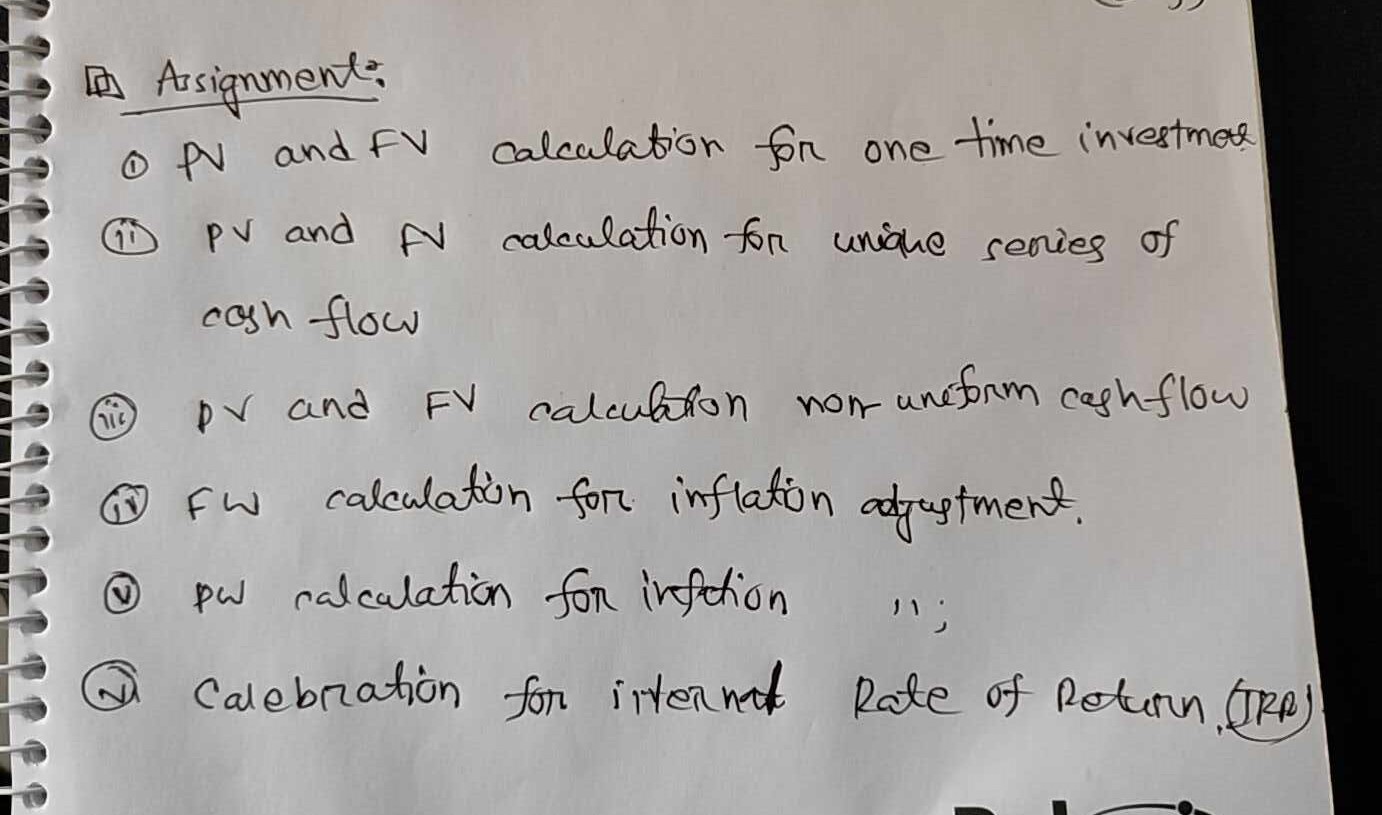 Assignment:
① PV and FV calculation for one time investment
ⅱ PV and FV calculation for unique series of
cash flow
ⅲ PV and FV calculation non uniform cashflow
ⅳ FW calculation for inflation adjustment.
ⅴ PW calculation for infction " ;
ⅵ Calebration for internal Rate of Return. (IRR)